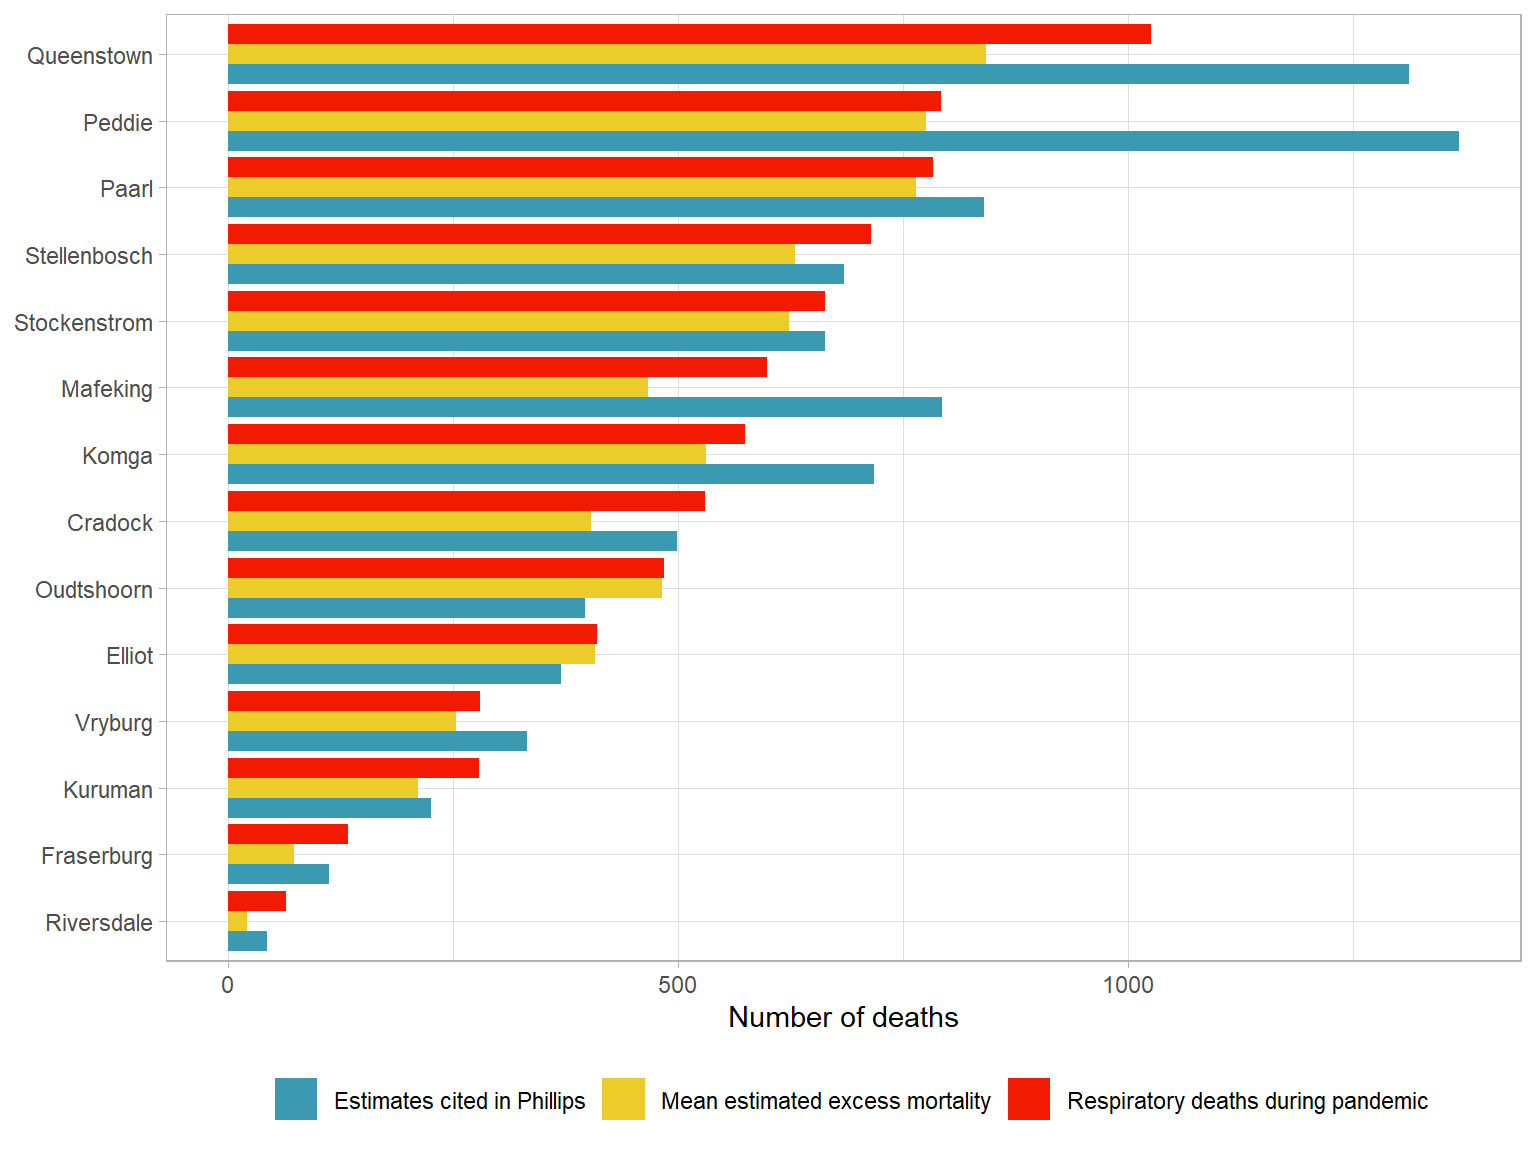 Queenstown
Peddie
Paarl
Stellenbosch
Stockenstrom
Mafeking
Komga
Cradock
Oudtshoorn
Elliot
Vryburg
Kuruman
Fraserburg
Riversdale
0 500 1000
Number of deaths
Estimates cited in Phillips Mean estimated excess mortality Respiratory deaths during pandemic